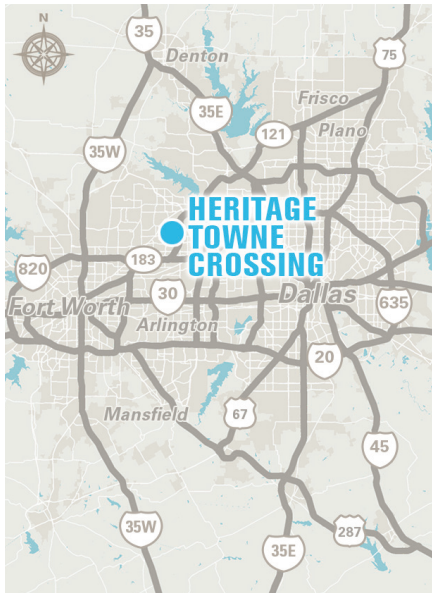 N
35
Denton
75
35E
Frisco
121
Plano
35W
HERITAGE
TOWNE
CROSSING
183
820
30
Dallas
635
Fort Worth
Arlington
20
Mansfield
67
45
35W
287
35E